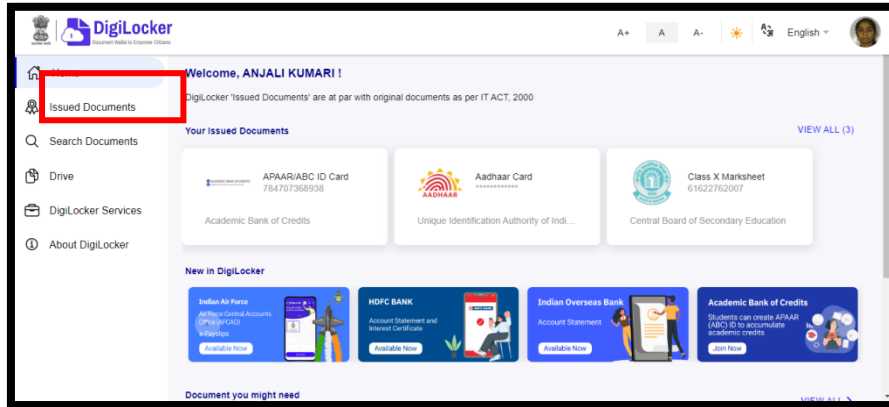 DigiLocker
Document Wallet to Empower Citizens
A+ A A- English
Home
Issued Documents
Search Documents
Drive
DigiLocker Services
About DigiLocker
Welcome, ANJALI KUMARI !
DigiLocker 'Issued Documents' are at par with original documents as per IT ACT, 2000
Your Issued Documents
VIEW ALL (3)
APAAR/ABC ID Card
784707368938
Academic Bank of Credits
AADHAAR
Aadhaar Card
************
Unique Identification Authority of Indi...
Class X Marksheet
61622762007
Central Board of Secondary Education
New in DigiLocker
Indian Air Force
Air Force Central Accounts
Office (AFCAO)
e-PaySlips
Available Now
HDFC BANK
Account Statement and
Interest Certificate
Available Now
Indian Overseas Bank
Account Statement
Available Now
Academic Bank of Credits
Students can create APAAR
(ABC) ID to accumulate
academic credits
Join Now
Document you might need
VIEW ALL